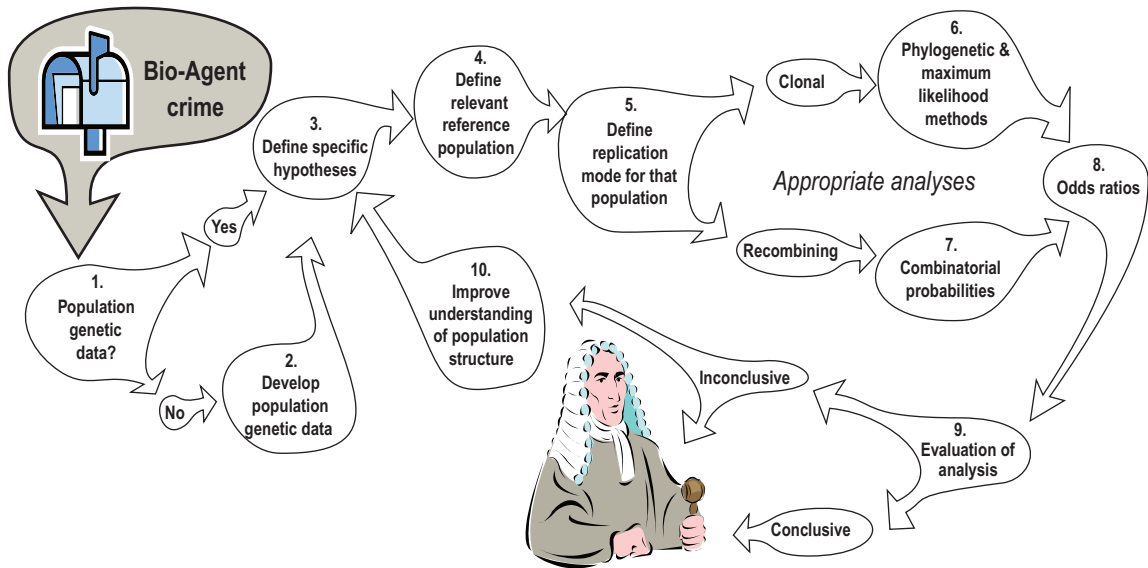 Bio-Agent
crime
1.
Population
genetic
data?
Yes
No
2.
Develop
population
genetic data
3.
Define specific
hypotheses
4.
Define
relevant
reference
population
5.
Define
replication
mode for that
population
Clonal
6.
Phylogenetic &
maximum
likelihood
methods
Appropriate analyses
Recombining
7.
Combinatorial
probabilities
8.
Odds ratios
9.
Evaluation of
analysis
Inconclusive
Conclusive
10.
Improve
understanding
of population
structure